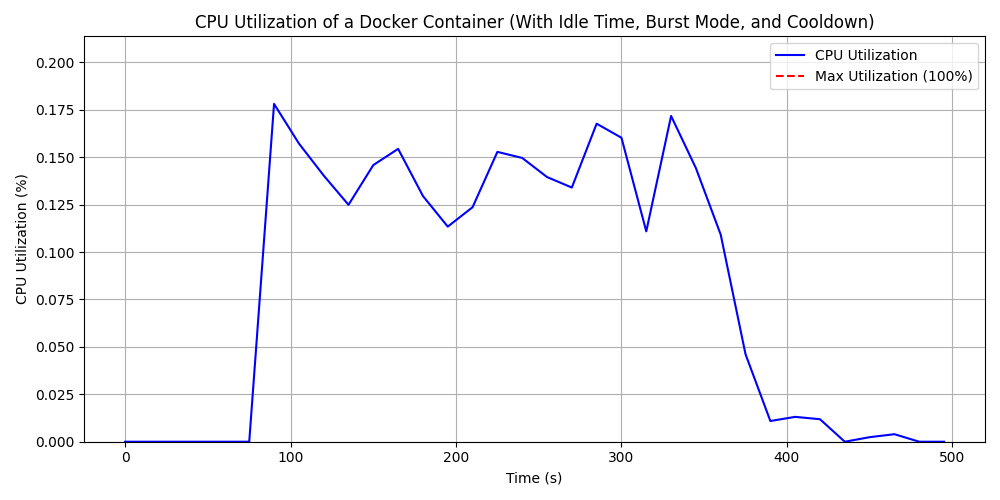 CPU Utilization of a Docker Container (With Idle Time, Burst Mode, and Cooldown)
CPU Utilization
Max Utilization (100%)
CPU Utilization (%)
0.200
0.175
0.150
0.125
0.100
0.075
0.050
0.025
0.000
0 100 200 300 400 500
Time (s)